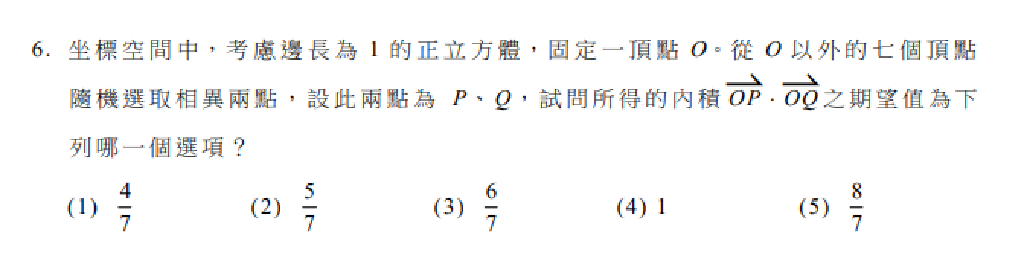 6. 坐標空間中，考慮邊長為 1 的正立方體，固定一頂點 O。從 O 以外的七個頂點
隨機選取相異兩點，設此兩點為 P、Q，試問所得的內積 $\overrightarrow{OP} \cdot \overrightarrow{OQ}$ 之期望值為下
列哪一個選項？
(1) $\frac{4}{7}$ (2) $\frac{5}{7}$ (3) $\frac{6}{7}$ (4) 1 (5) $\frac{8}{7}$